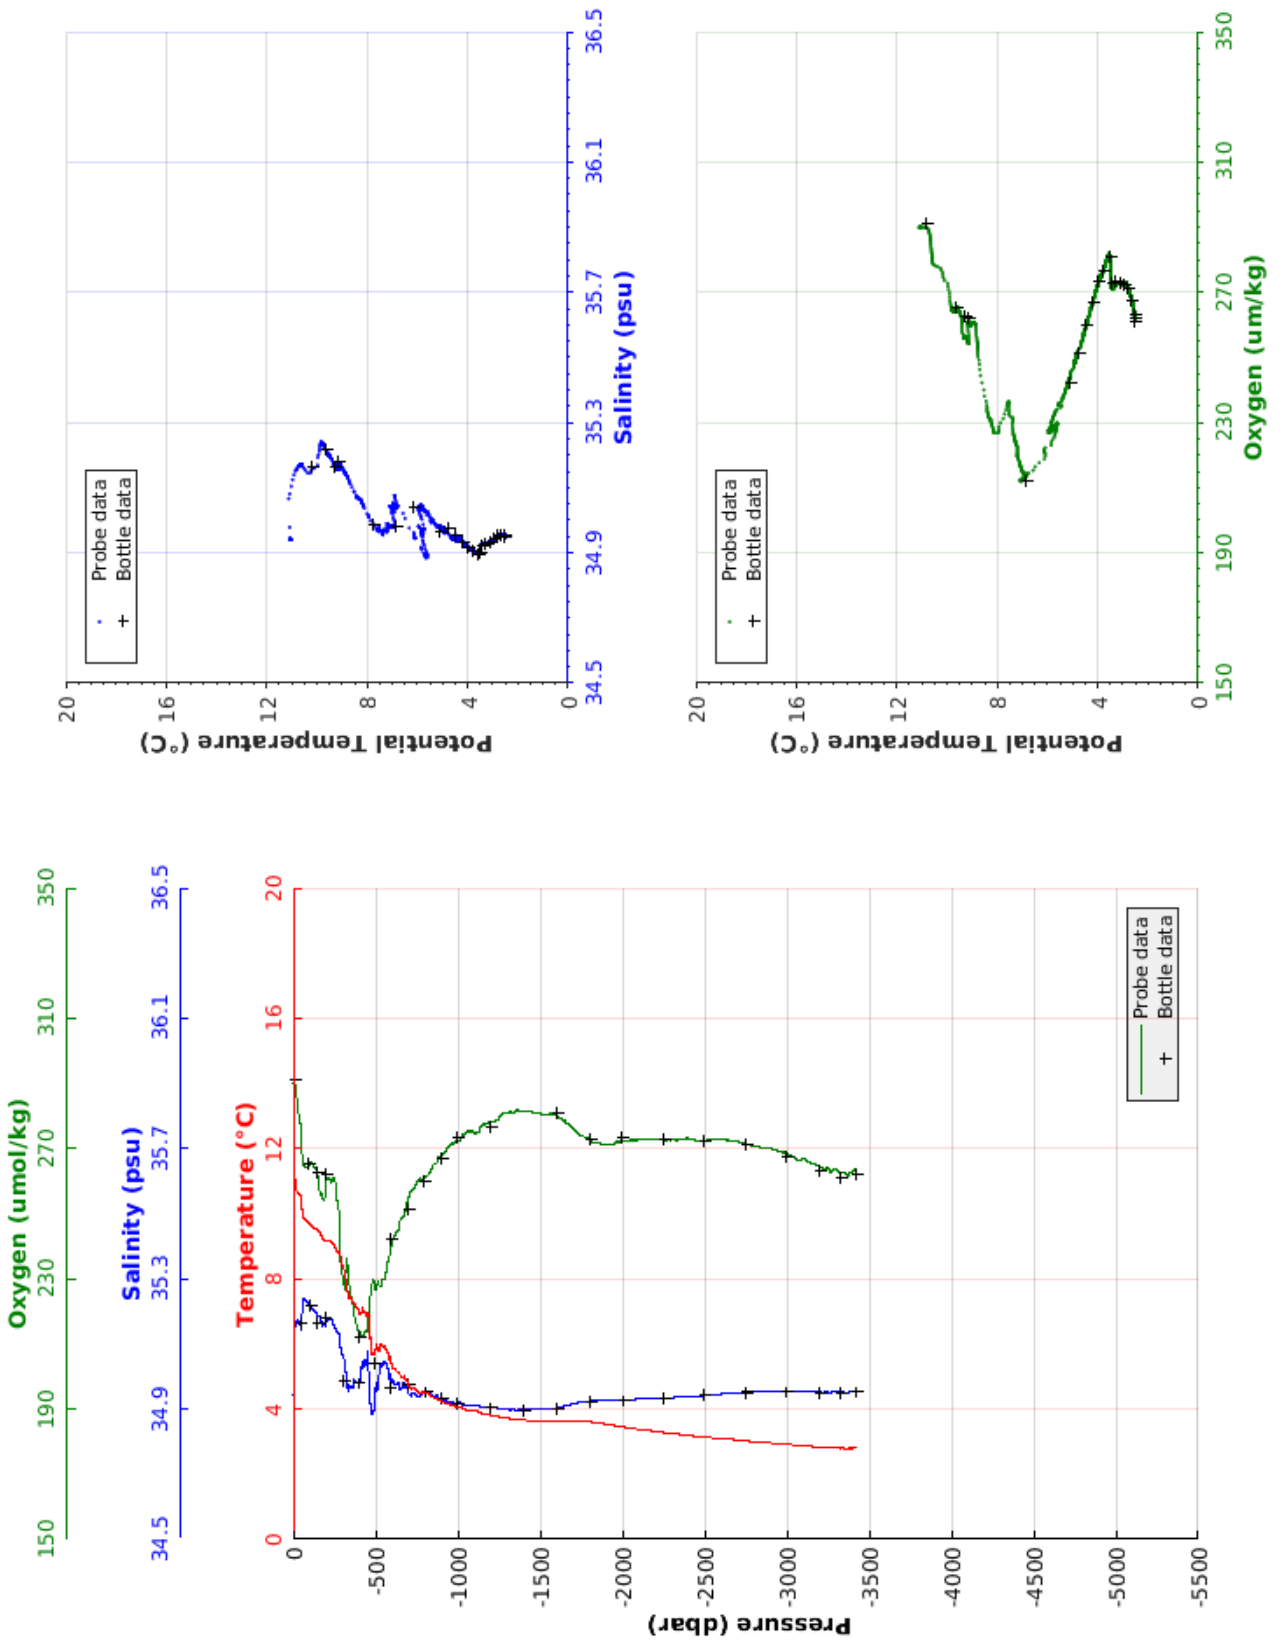 Oxygen (umol/kg)
150 190 230 270 310 350
Salinity (psu)
34.5 34.9 35.3 35.7 36.1 36.5
Temperature (°C)
0 4 8 12 16 20
0
-500
-1000
-1500
-2000
-2500
-3000
-3500
-4000
-4500
-5000
-5500
Pressure (dbar)
Probe data
Bottle data
20
16
12
8
4
0
Potential Temperature (°C)
Probe data
Bottle data
34.5 34.9 35.3 35.7 36.1 36.5
Salinity (psu)
20
16
12
8
4
0
Potential Temperature (°C)
Probe data
Bottle data
150 190 230 270 310 350
Oxygen (um/kg)